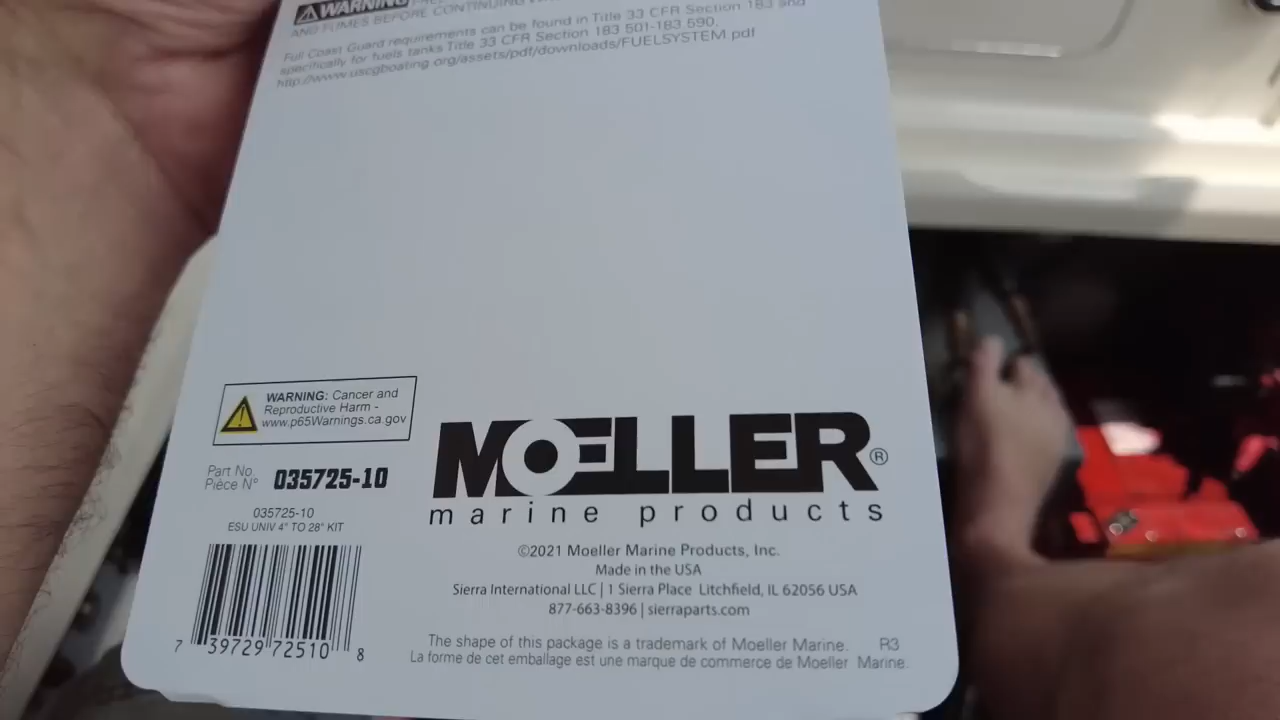 WARNING
AND FUMES BEFORE CONTINUING
Full Coast Guard requirements can be found in Title 33 CFR Section 183 and
specifically for fuels tanks Title 33 CFR Section 183 501-183 590.
http://www.uscgboating.org/assets/pdf/downloads/FUELSYSTEM.pdf
WARNING: Cancer and
Reproductive Harm -
www.p65Warnings.ca.gov
Part No.
Pièce N°
035725-10
035725-10
ESU UNIV 4" TO 28" KIT
7 39729 72510 8
MOELLER®
marine products
©2021 Moeller Marine Products, Inc.
Made in the USA
Sierra International LLC | 1 Sierra Place Litchfield, IL 62056 USA
877-663-8396 | sierraparts.com
The shape of this package is a trademark of Moeller Marine. R3
La forme de cet emballage est une marque de commerce de Moeller Marine.